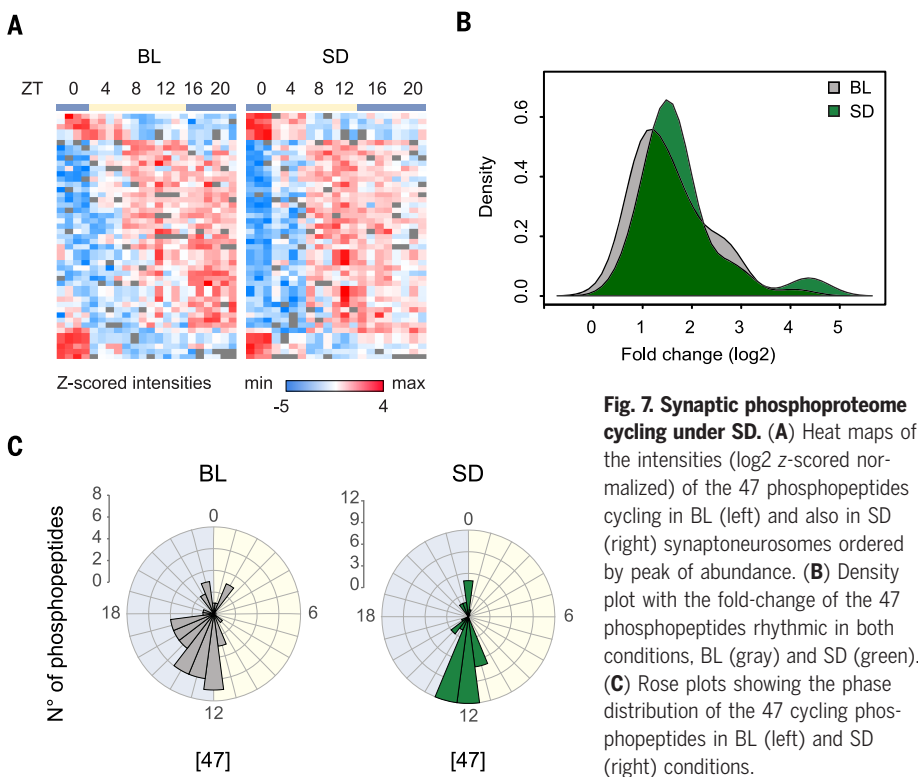 A
BL
SD
ZT 0 4 8 12 16 20 0 4 8 12 16 20
Z-scored intensities min max
-5 4
B
BL
SD
Density
0.6
0.4
0.2
0.0
0 1 2 3 4 5
Fold change (log2)
C
BL
SD
N° of phosphopeptides
8
6
4
2
0
0
18
6
12
[47]
12
9
6
3
0
0
18
6
12
[47]
Fig. 7. Synaptic phosphoproteome
cycling under SD. (A) Heat maps of
the intensities (log2 z-scored nor-
malized) of the 47 phosphopeptides
cycling in BL (left) and also in SD
(right) synaptoneurosomes ordered
by peak of abundance. (B) Density
plot with the fold-change of the 47
phosphopeptides rhythmic in both
conditions, BL (gray) and SD (green).
(C) Rose plots showing the phase
distribution of the 47 cycling phos-
phopeptides in BL (left) and SD
(right) conditions.